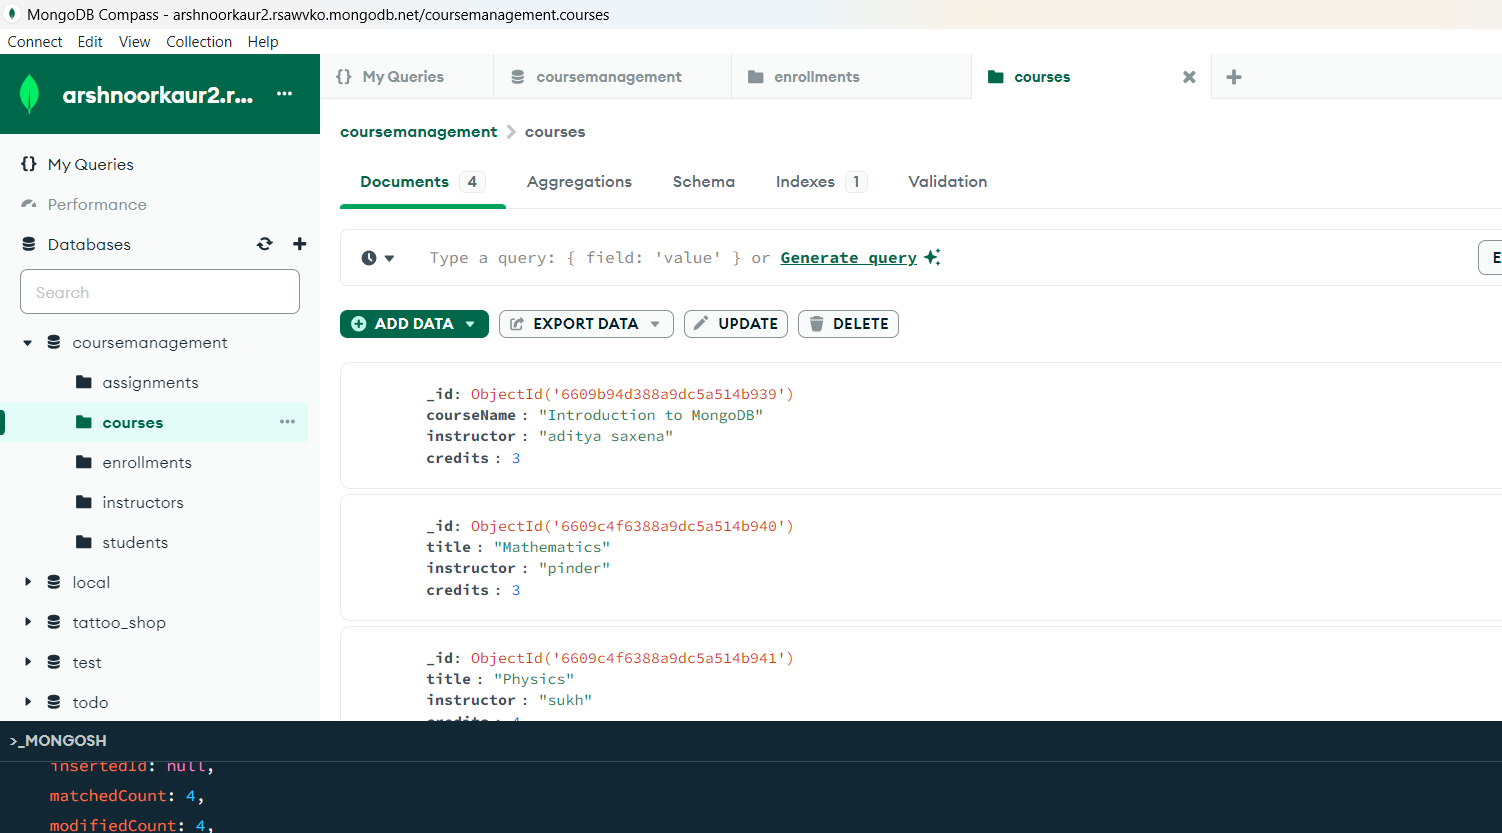 MongoDB Compass - arshnoorkaur2.rsawvko.mongodb.net/coursemanagement.courses
Connect Edit View Collection Help
arshnoorkaur2.r... ...
{} My Queries
Performance
Databases
Search
coursemanagement
assignments
courses ...
enrollments
instructors
students
local
tattoo_shop
test
todo
{} My Queries
coursemanagement
enrollments
courses
coursemanagement > courses
Documents 4 Aggregations Schema Indexes 1 Validation
Type a query: { field: 'value' } or Generate query
E
ADD DATA EXPORT DATA UPDATE DELETE
_id: ObjectId('6609b94d388a9dc5a514b939')
courseName : "Introduction to MongoDB"
instructor : "aditya saxena"
credits : 3
_id: ObjectId('6609c4f6388a9dc5a514b940')
title : "Mathematics"
instructor : "pinder"
credits : 3
_id: ObjectId('6609c4f6388a9dc5a514b941')
title : "Physics"
instructor : "sukh"
credits : 4
>_MONGOSH
insertedId: null,
matchedCount: 4,
modifiedCount: 4,